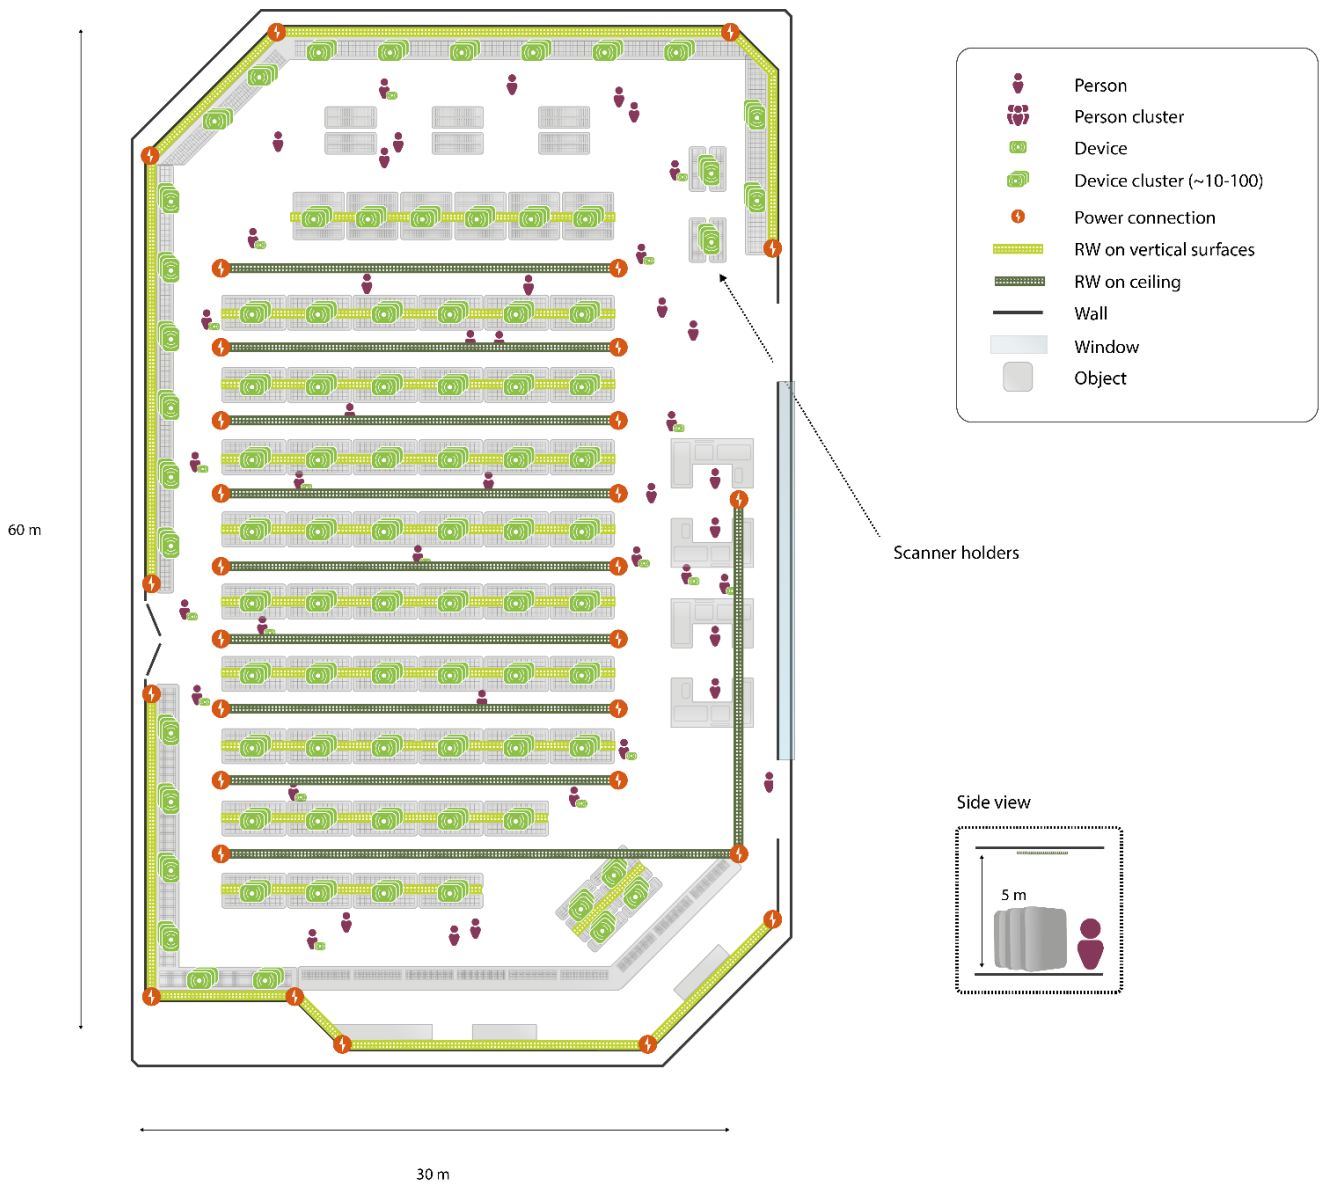 Person
Person cluster
Device
Device cluster (~10-100)
Power connection
RW on vertical surfaces
RW on ceiling
Wall
Window
Object
60 m
Scanner holders
Side view
5 m
30 m